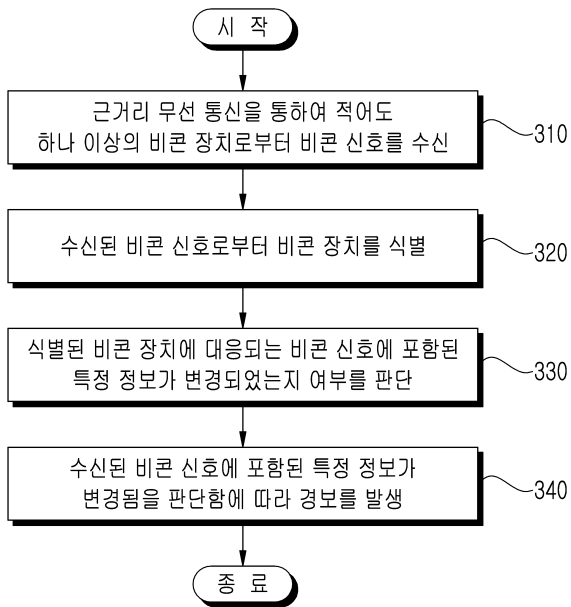 시 작
근거리 무선 통신을 통하여 적어도
하나 이상의 비콘 장치로부터 비콘 신호를 수신
310
수신된 비콘 신호로부터 비콘 장치를 식별
320
식별된 비콘 장치에 대응되는 비콘 신호에 포함된
특정 정보가 변경되었는지 여부를 판단
330
수신된 비콘 신호에 포함된 특정 정보가
변경됨을 판단함에 따라 경보를 발생
340
종 료